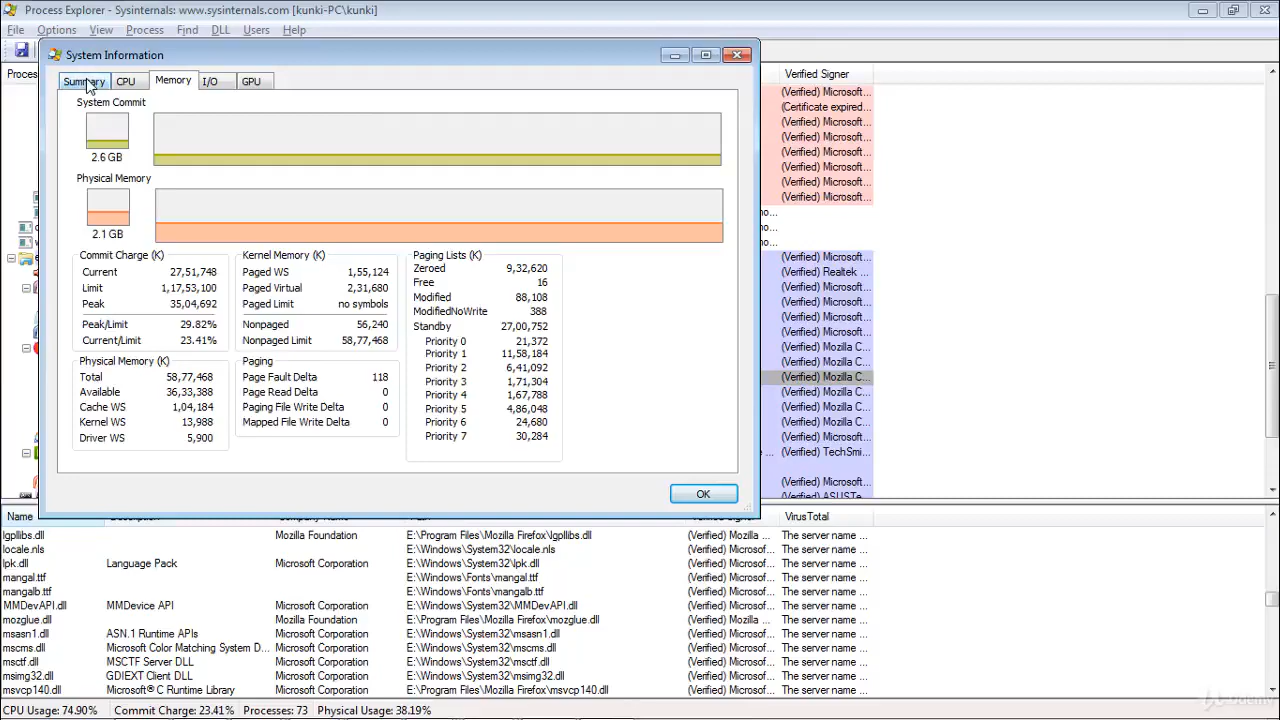 Process Explorer - Sysinternals: www.sysinternals.com [kunki-PC\kunki]
File Options View Process Find DLL Users Help
System Information
Summary CPU Memory I/O GPU
System Commit
2.6 GB
Physical Memory
2.1 GB
Commit Charge (K)
Current 27,51,748
Limit 1,17,53,100
Peak 35,04,692
Peak/Limit 29.82%
Current/Limit 23.41%
Physical Memory (K)
Total 58,77,468
Available 36,33,388
Cache WS 1,04,184
Kernel WS 13,988
Driver WS 5,900
Kernel Memory (K)
Paged WS 1,55,124
Paged Virtual 2,31,680
Paged Limit no symbols
Nonpaged 56,240
Nonpaged Limit 58,77,468
Paging
Page Fault Delta 118
Page Read Delta 0
Paging File Write Delta 0
Mapped File Write Delta 0
Paging Lists (K)
Zeroed 9,32,620
Free 16
Modified 88,108
ModifiedNoWrite 388
Standby 27,00,752
Priority 0 21,372
Priority 1 11,58,184
Priority 2 6,41,092
Priority 3 1,71,304
Priority 4 1,67,788
Priority 5 4,86,048
Priority 6 24,680
Priority 7 30,284
OK
Proces
Verified Signer
(Verified) Microsoft...
(Certificate expired...
(Verified) Microsoft...
(Verified) Microsoft...
(Verified) Microsoft...
(Verified) Microsoft...
(Verified) Microsoft...
(Verified) Microsoft...
no...
no...
no...
(Verified) Microsoft...
(Verified) Realtek ...
(Verified) Microsoft...
(Verified) Microsoft...
(Verified) Microsoft...
(Verified) Microsoft...
(Verified) Mozilla C...
(Verified) Mozilla C...
(Verified) Mozilla C...
(Verified) Mozilla C...
(Verified) Mozilla C...
(Verified) Mozilla C...
(Verified) Microsoft...
... (Verified) TechSmi...
(Verified) Microsoft...
(Verified) ASUSTe...
Name Description Company Name Verified Signer VirusTotal
lgpllibs.dll Mozilla Foundation E:\Program Files\Mozilla Firefox\lgpllibs.dll (Verified) Mozilla ... The server name ...
locale.nls E:\Windows\System32\locale.nls (Verified) Microsof... The server name ...
lpk.dll Language Pack Microsoft Corporation E:\Windows\System32\lpk.dll (Verified) Microsof... The server name ...
mangal.ttf E:\Windows\Fonts\mangal.ttf (Verified) Microsof... The server name ...
mangalb.ttf E:\Windows\Fonts\mangalb.ttf (Verified) Microsof... The server name ...
MMDevAPI.dll MMDevice API Microsoft Corporation E:\Windows\System32\MMDevAPI.dll (Verified) Microsof... The server name ...
mozglue.dll Mozilla Foundation E:\Program Files\Mozilla Firefox\mozglue.dll (Verified) Mozilla ... The server name ...
msasn1.dll ASN.1 Runtime APIs Microsoft Corporation E:\Windows\System32\msasn1.dll (Verified) Microsof... The server name ...
mscms.dll Microsoft Color Matching System D... Microsoft Corporation E:\Windows\System32\mscms.dll (Verified) Microsof... The server name ...
msctf.dll MSCTF Server DLL Microsoft Corporation E:\Windows\System32\msctf.dll (Verified) Microsof... The server name ...
msimg32.dll GDIEXT Client DLL Microsoft Corporation E:\Windows\System32\msimg32.dll (Verified) Microsof... The server name ...
msvcp140.dll Microsoft® C Runtime Library Microsoft Corporation E:\Program Files\Mozilla Firefox\msvcp140.dll (Verified) Microsof... The server name ...
CPU Usage: 74.90% Commit Charge: 23.41% Processes: 73 Physical Usage: 38.19%